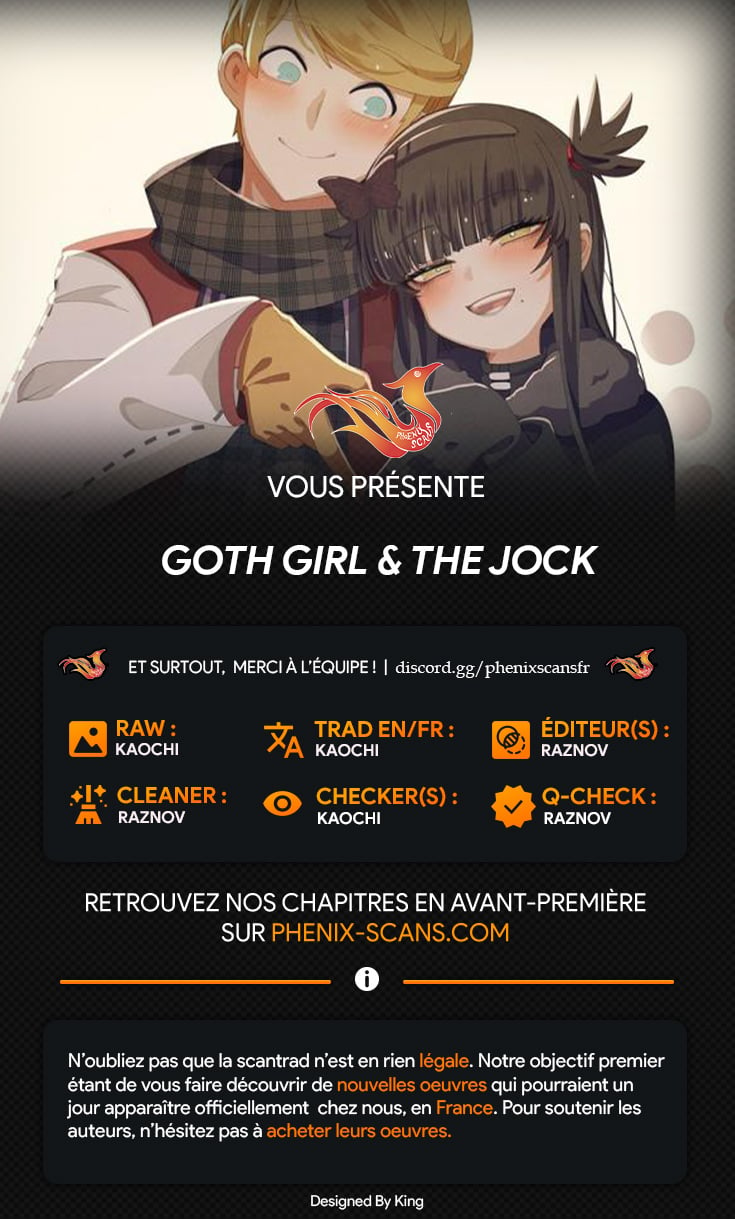 PHENIX
SCANS
VOUS PRÉSENTE
GOTH GIRL & THE JOCK
ET SURTOUT, MERCI À L'ÉQUIPE ! | discord.gg/phenixscansfr
RAW :
KAOCHI
TRAD EN/FR :
KAOCHI
ÉDITEUR(S) :
RAZNOV
CLEANER :
RAZNOV
CHECKER(S) :
KAOCHI
Q-CHECK :
RAZNOV
RETROUVEZ NOS CHAPITRES EN AVANT-PREMIÈRE
SUR PHENIX-SCANS.COM
N'oubliez pas que la scantrad n'est en rien légale. Notre objectif premier
étant de vous faire découvrir de nouvelles oeuvres qui pourraient un
jour apparaître officiellement chez nous, en France. Pour soutenir les
auteurs, n'hésitez pas à acheter leurs oeuvres.
Designed By King